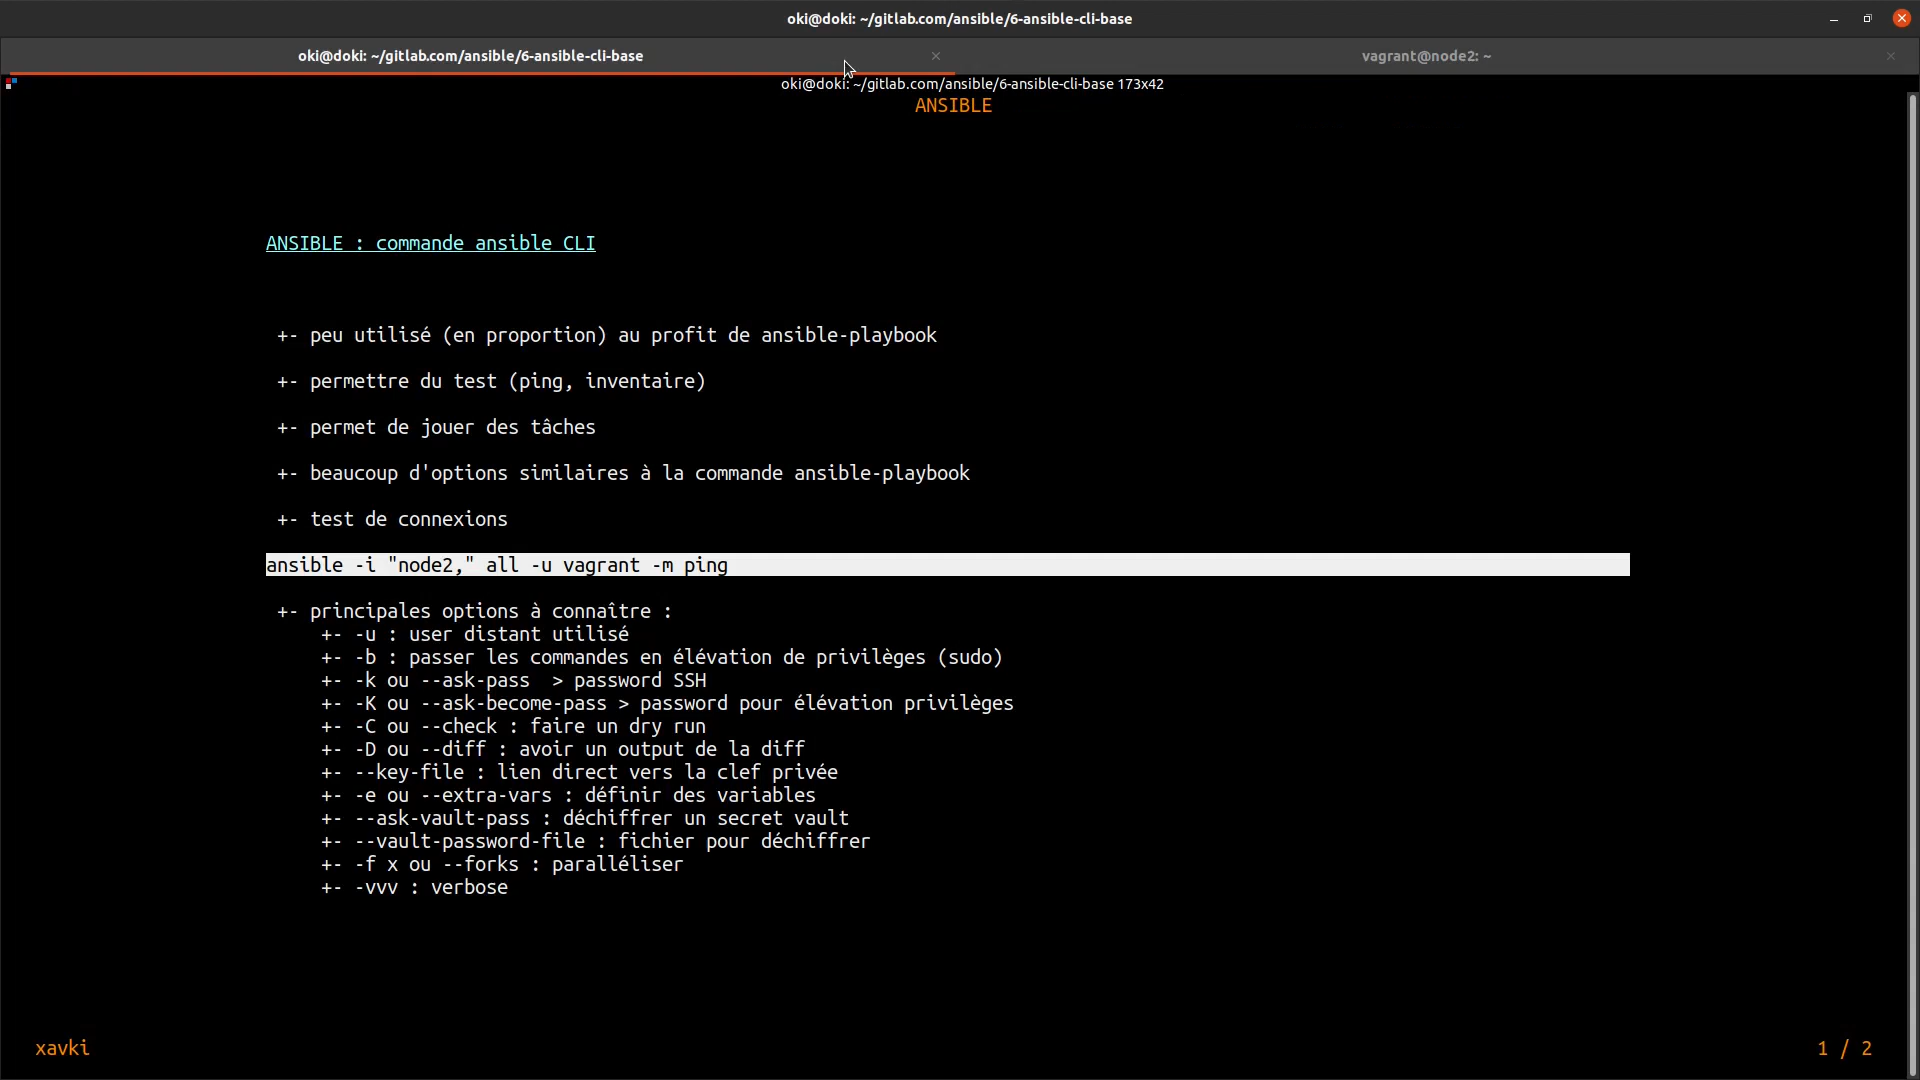 oki@doki: ~/gitlab.com/ansible/6-ansible-cli-base
oki@doki: ~/gitlab.com/ansible/6-ansible-cli-base
vagrant@node2: ~
oki@doki: ~/gitlab.com/ansible/6-ansible-cli-base 173x42
ANSIBLE
ANSIBLE : commande ansible CLI
+- peu utilisé (en proportion) au profit de ansible-playbook
+- permettre du test (ping, inventaire)
+- permet de jouer des tâches
+- beaucoup d'options similaires à la commande ansible-playbook
+- test de connexions
ansible -i "node2," all -u vagrant -m ping
+- principales options à connaître :
+- -u : user distant utilisé
+- -b : passer les commandes en élévation de privilèges (sudo)
+- -k ou --ask-pass  > password SSH
+- -K ou --ask-become-pass > password pour élévation privilèges
+- -C ou --check : faire un dry run
+- -D ou --diff : avoir un output de la diff
+- --key-file : lien direct vers la clef privée
+- -e ou --extra-vars : définir des variables
+- --ask-vault-pass : déchiffrer un secret vault
+- --vault-password-file : fichier pour déchiffrer
+- -f x ou --forks : paralléliser
+- -vvv : verbose
xavki
1 / 2